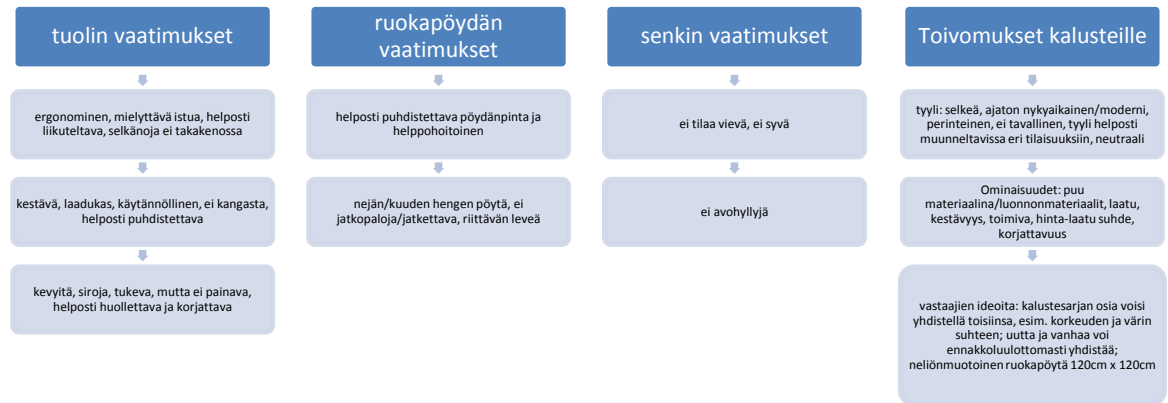 tuolin vaatimukset
ergonominen, mielyttävä istua, helposti
liikuteltava, selkänoja ei takakenossa
kestävä, laadukas, käytännöllinen, ei kangasta,
helposti puhdistettava
kevyitä, siroja, tukeva, mutta ei painava,
helposti huollettava ja korjattava
ruokapöydän
vaatimukset
helposti puhdistettava pöydänpinta ja
helppohoitoinen
nejän/kuuden hengen pöytä, ei
jatkopaloja/jatkettava, riittävän leveä
senkin vaatimukset
ei tilaa vievä, ei syvä
ei avohyllyjä
Toivomukset kalusteille
tyyli: selkeä, ajaton nykyaikainen/moderni,
perinteinen, ei tavallinen, tyyli helposti
muunneltavissa eri tilaisuuksiin, neutraali
Ominaisuudet: puu
materiaalina/luonnonmateriaalit, laatu,
kestävyys, toimiva, hinta-laatu suhde,
korjattavuus
vastaajien ideoita: kalustesarjan osia voisi
yhdistellä toisiinsa, esim. korkeuden ja värin
suhteen; uutta ja vanhaa voi
ennakkoluulottomasti yhdistää;
neliönmuotoinen ruokapöytä 120cm x 120cm